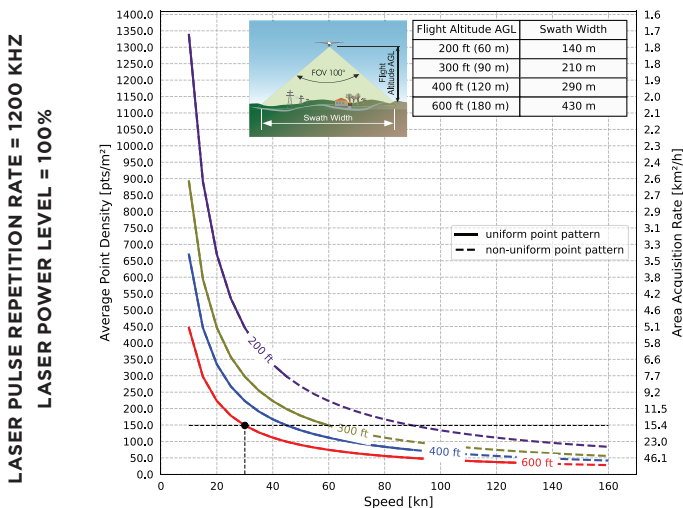 LASER PULSE REPETITION RATE = 1200 KHZ
LASER POWER LEVEL = 100%
Average Point Density [pts/m²]
1400.0
1350.0
1300.0
1250.0
1200.0
1150.0
1100.0
1050.0
1000.0
950.0
900.0
850.0
800.0
750.0
700.0
650.0
600.0
550.0
500.0
450.0
400.0
350.0
300.0
250.0
200.0
150.0
100.0
50.0
0.0
FOV 100°
Flight
Altitude AGL
Swath Width
Flight Altitude AGL Swath Width
200 ft (60 m) 140 m
300 ft (90 m) 210 m
400 ft (120 m) 290 m
600 ft (180 m) 430 m
uniform point pattern
non-uniform point pattern
200 ft
300 ft
400 ft
600 ft
1.6
1.7
1.8
1.8
1.9
2.0
2.1
2.2
2.3
2.4
2.6
2.7
2.9
3.1
3.3
3.5
3.8
4.2
4.6
5.1
5.8
6.6
7.7
9.2
11.5
15.4
23.0
46.1
Area Acquisition Rate [km²/h]
0 20 40 60 80 100 120 140 160
Speed [kn]